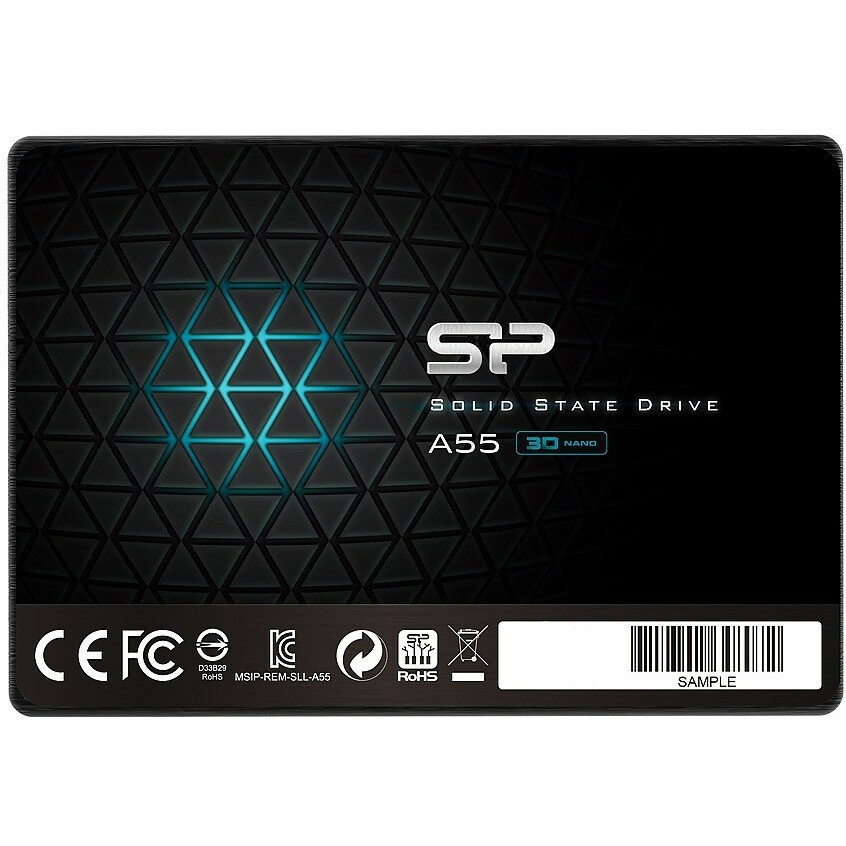 SP
SOLID STATE DRIVE
A55 3D NAND
CE FC
D33B29
RoHS
MSIP-REM-SLL-A55
SP
RoHS
SAMPLE